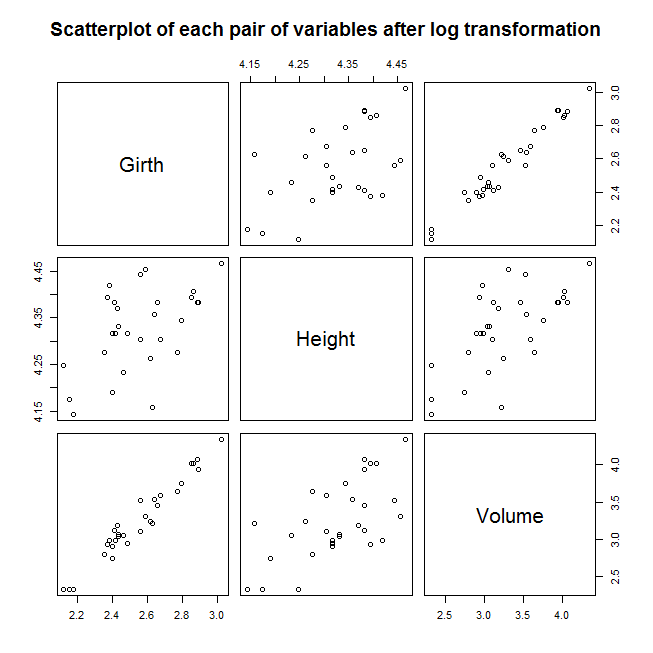 Scatterplot of each pair of variables after log transformation
4.15 4.25 4.35 4.45
Girth
2.2 2.4 2.6 2.8 3.0
4.15 4.25 4.35 4.45
Height
Volume
2.5 3.0 3.5 4.0
2.2 2.4 2.6 2.8 3.0
2.5 3.0 3.5 4.0